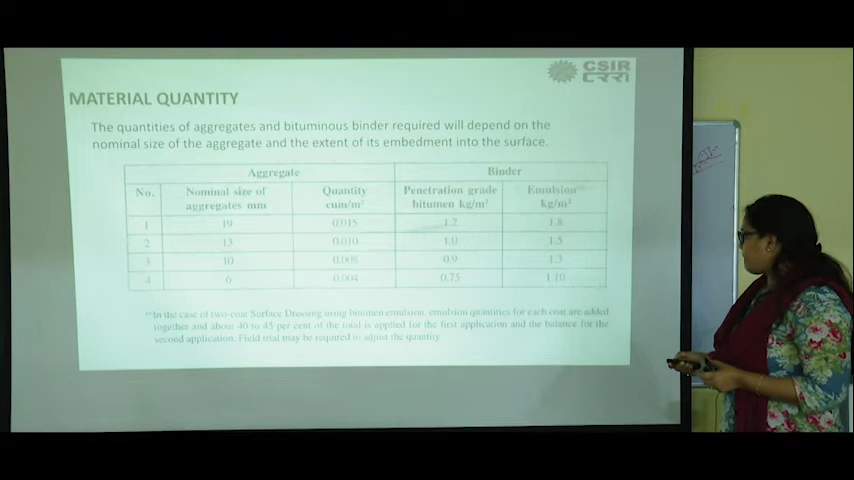 CSIR
CRRI
MATERIAL QUANTITY
The quantities of aggregates and bituminous binder required will depend on the
nominal size of the aggregate and the extent of its embedment into the surface.
Aggregate Binder
No. Nominal size of aggregates mm Quantity cum/m² Penetration grade bitumen kg/m² Emulsion⁽¹⁾ kg/m²
1 19 0.015 1.2 1.8
2 13 0.010 1.0 1.5
3 10 0.008 0.9 1.3
4 6 0.004 0.75 1.10
In the case of two-coat Surface Dressing using bitumen emulsion, emulsion quantities for each coat are added
together and about 40 to 45 per cent of the total is applied for the first application and the balance for the
second application. Field trial may be required to adjust the quantity